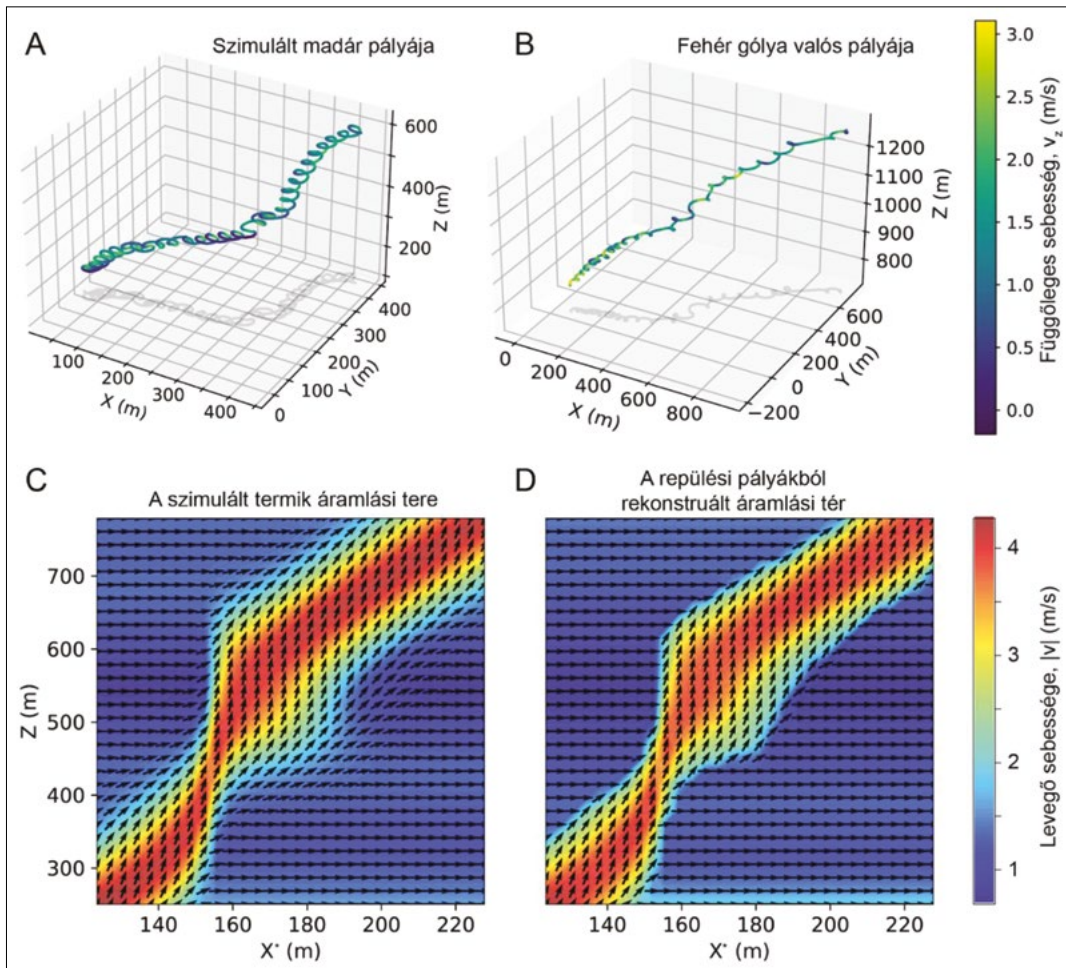 A
Szimulált madár pályája
600
400
200
Z (m)
100
200
300
400
X (m)
0
100
200
300
400
Y (m)
B
Fehér gólya valós pályája
1200
1100
1000
900
800
Z (m)
0
200
400
600
800
X (m)
−200
0
200
400
600
Y (m)
3.0
2.5
2.0
1.5
1.0
0.5
0.0
Függőleges sebesség, v_z (m/s)
C
A szimulált termik áramlási tere
700
600
500
400
300
Z (m)
140
160
180
200
220
X* (m)
D
A repülési pályákból
rekonstruált áramlási tér
140
160
180
200
220
X* (m)
4
3
2
1
Levegő sebessége, |v| (m/s)